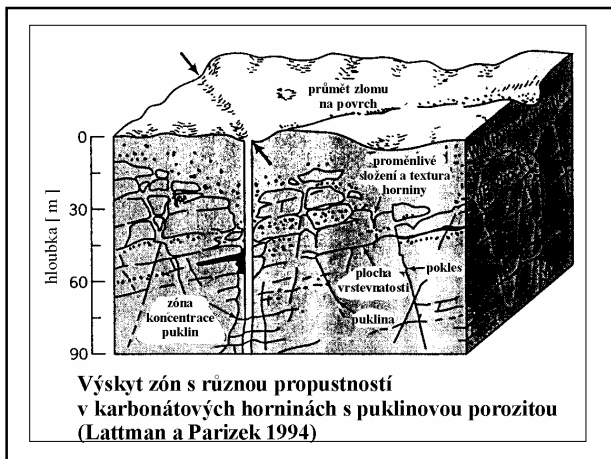 průmět zlomu
na povrch
0
proměnlivé
složení a textura
horniny
30
hloubka [ m ]
60
plocha
vrstevnatosti
pokles
zóna
koncentrace
puklin
puklina
90
Výskyt zón s různou propustností
v karbonátových horninách s puklinovou porozitou
(Lattman a Parizek 1994)